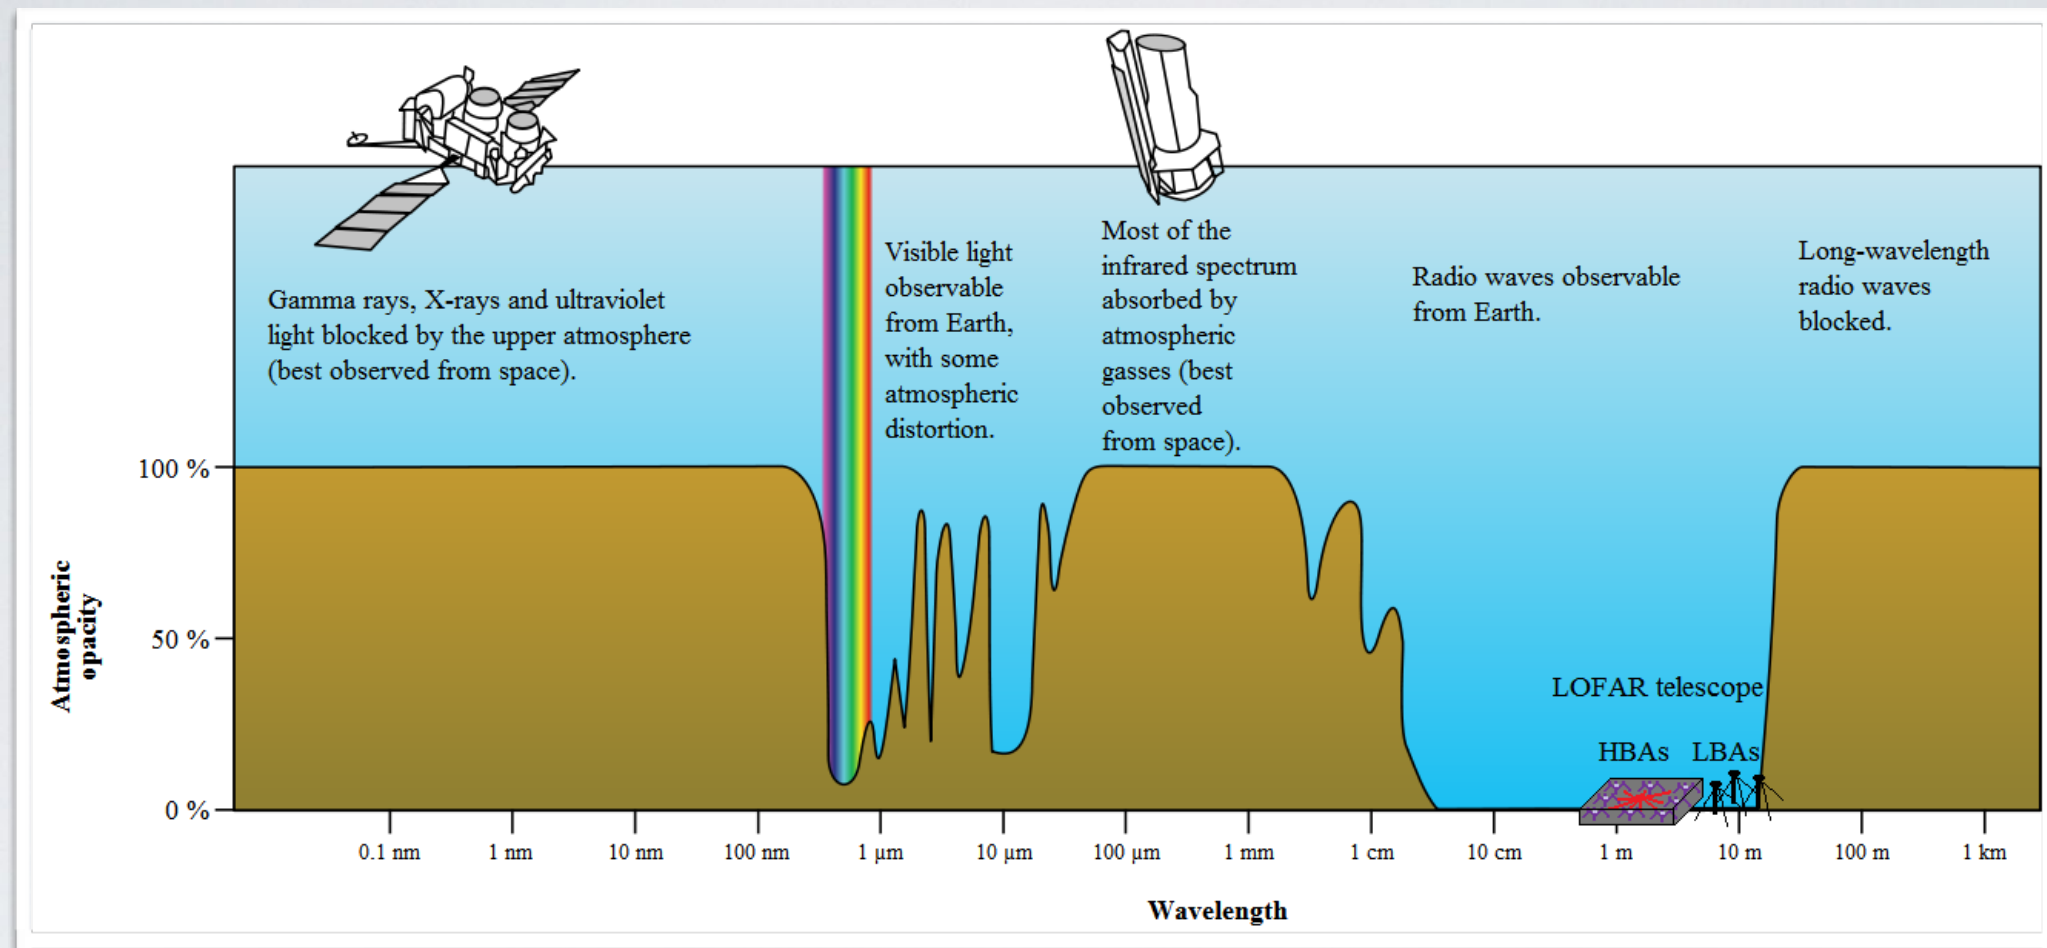 Gamma rays, X-rays and ultraviolet
light blocked by the upper atmosphere
(best observed from space).
Visible light
observable
from Earth,
with some
atmospheric
distortion.
Most of the
infrared spectrum
absorbed by
atmospheric
gasses (best
observed
from space).
Radio waves observable
from Earth.
Long-wavelength
radio waves
blocked.
Atmospheric
opacity
100 %
50 %
0 %
LOFAR telescope
HBAs LBAs
0.1 nm 1 nm 10 nm 100 nm 1 μm 10 μm 100 μm 1 mm 1 cm 10 cm 1 m 10 m 100 m 1 km
Wavelength